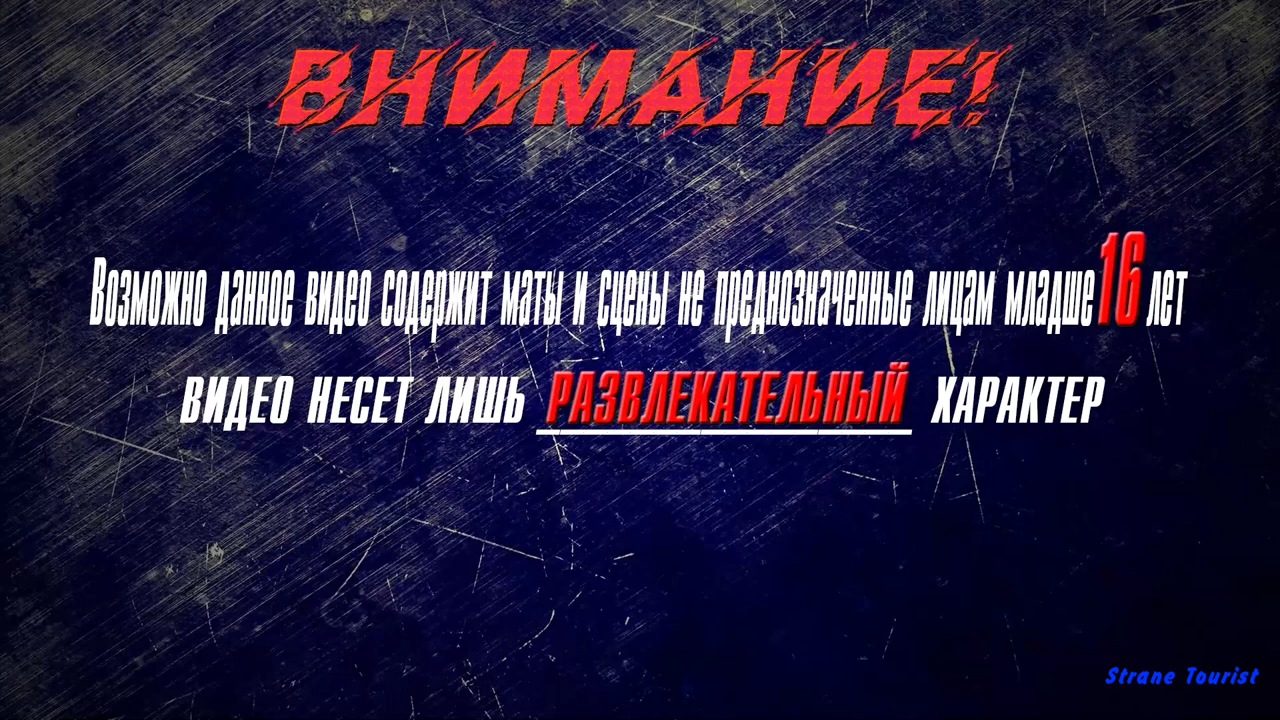 ВНИМАНИЕ!
Возможно данное видео содержит маты и сцены не преднозначенные лицам младше 16 лет
ВИДЕО НЕСЕТ ЛИШЬ РАЗВЛЕКАТЕЛЬНЫЙ ХАРАКТЕР
Strane Tourist